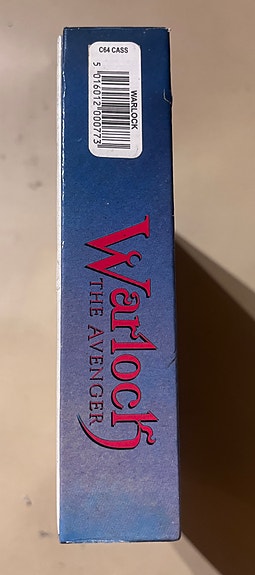 C64 CASS
WARLOCK
5 016012 000773
Warlock
THE AVENGER